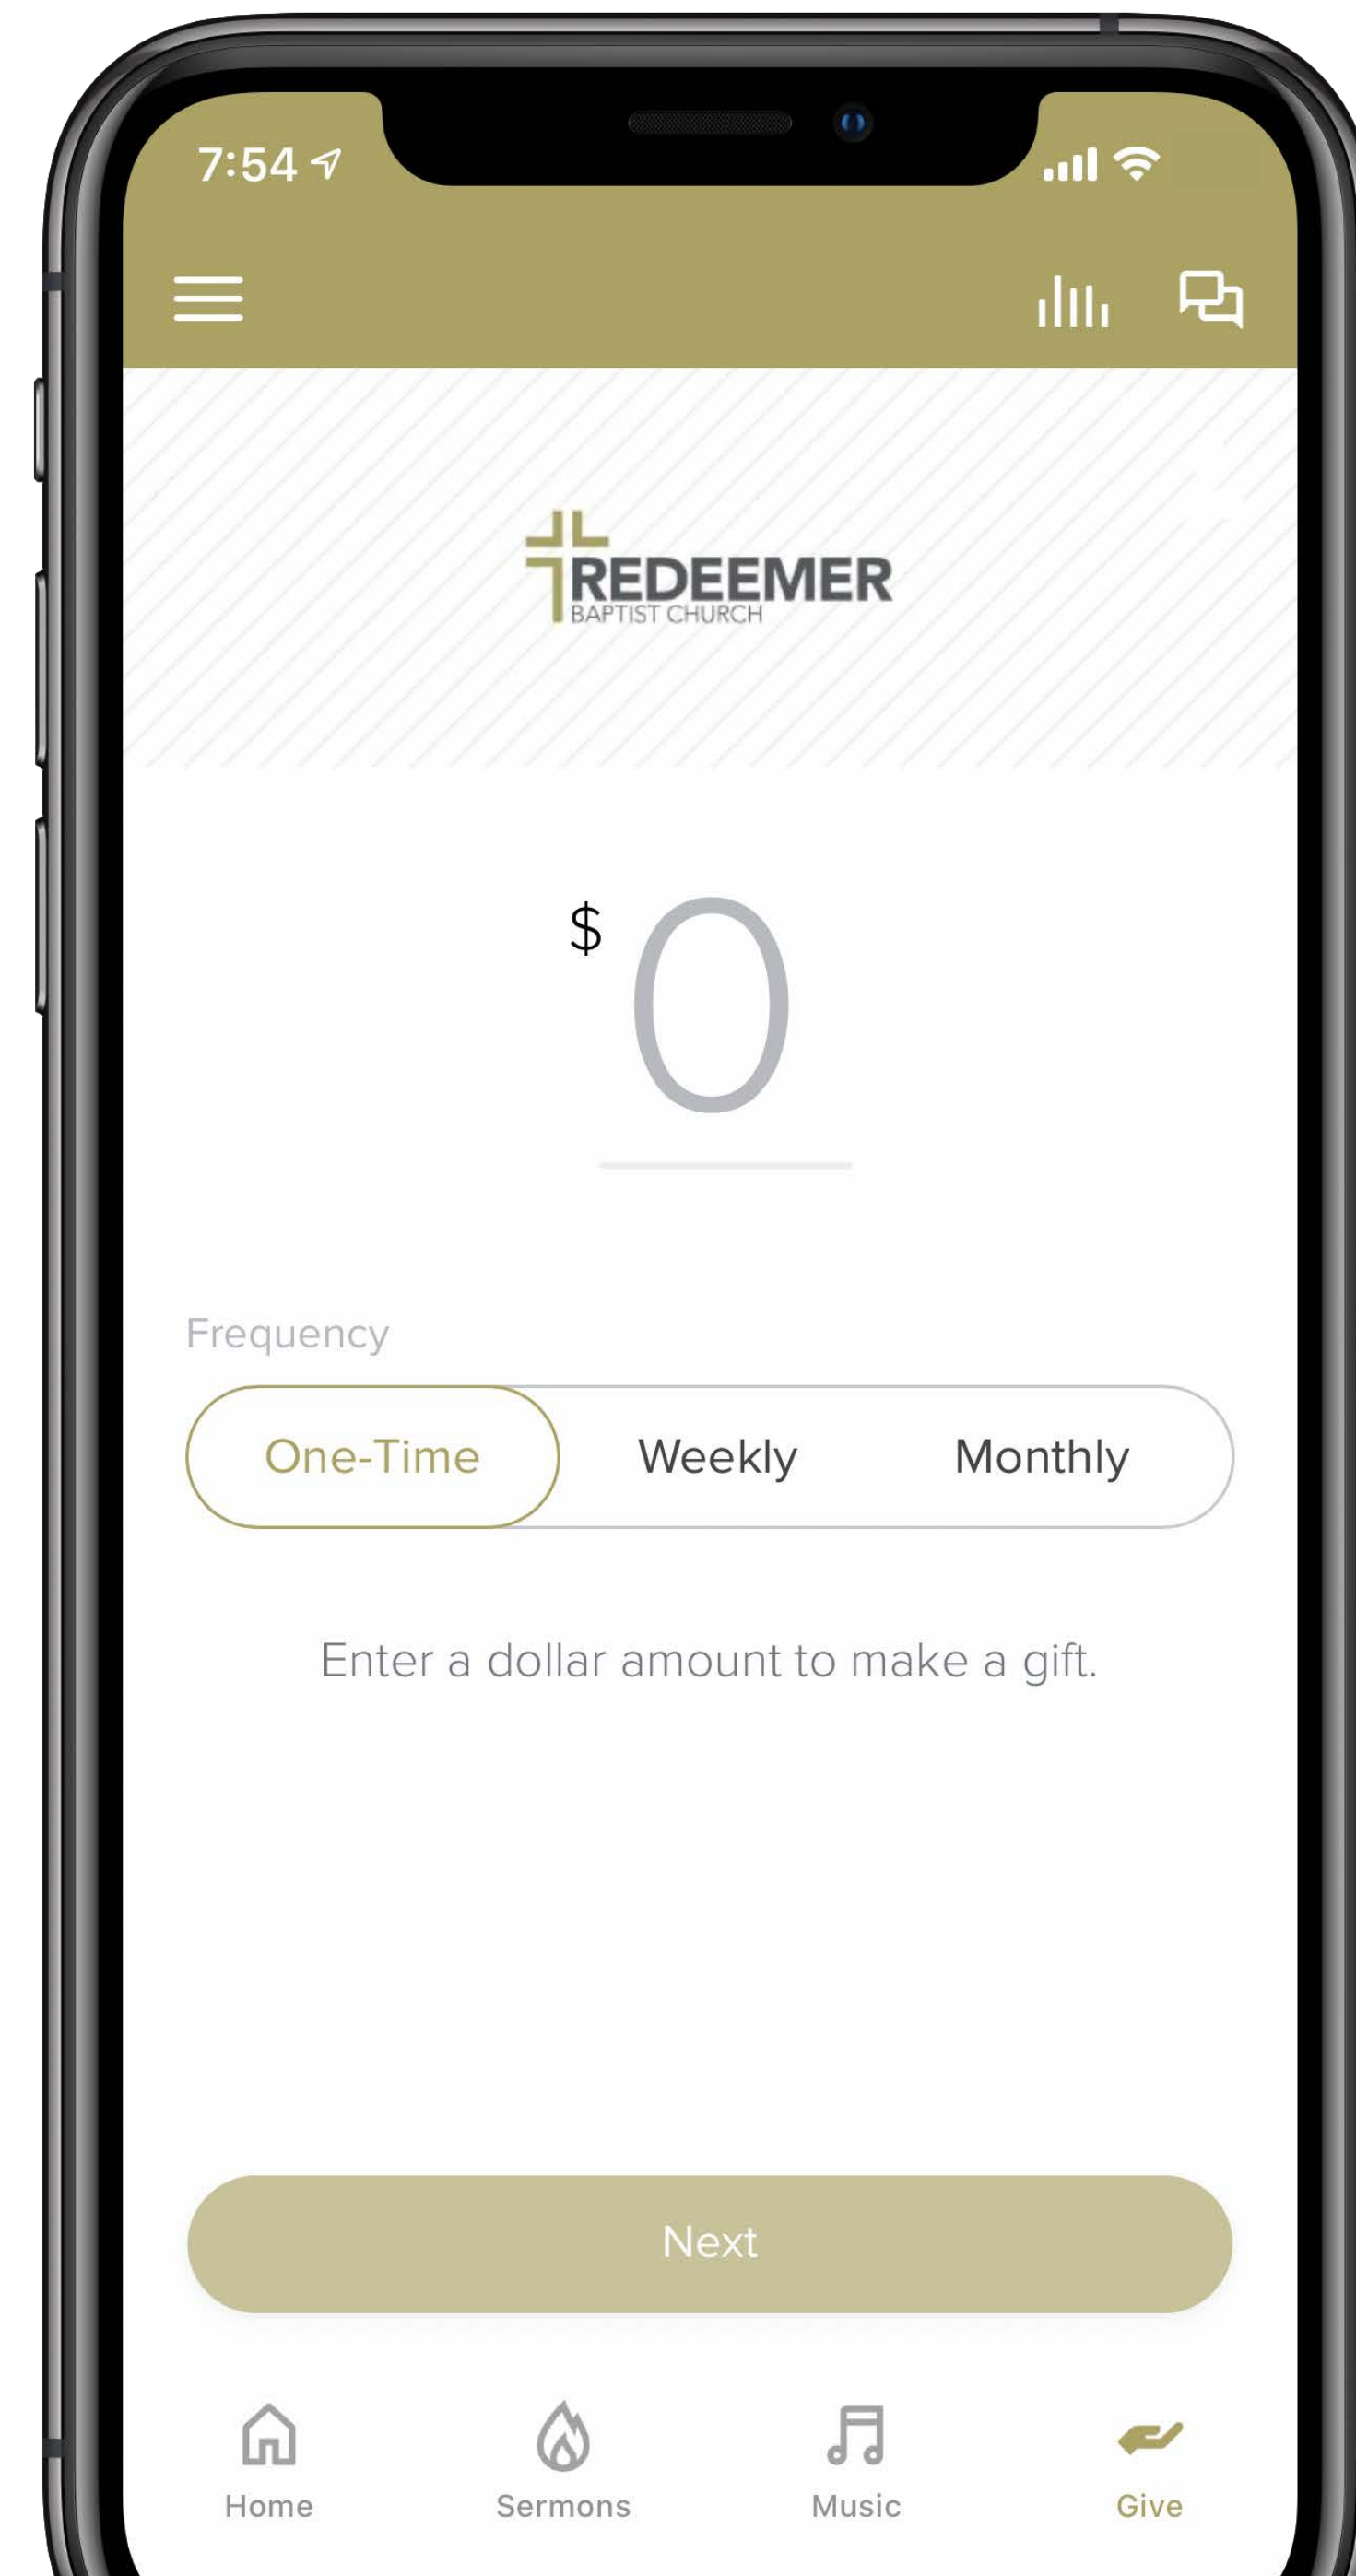 7:54
REDEEMER
BAPTIST CHURCH
$ 0
Frequency
One-Time Weekly Monthly
Enter a dollar amount to make a gift.
Next
Home Sermons Music Give